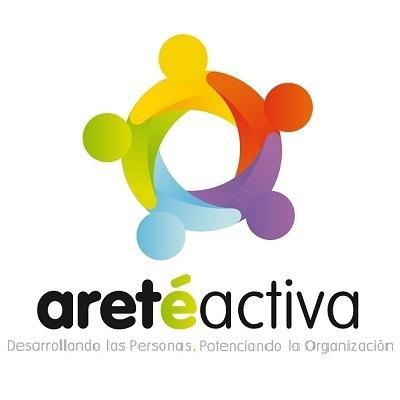 aretéactiva
Desarrollando las Personas. Potenciando la Organización